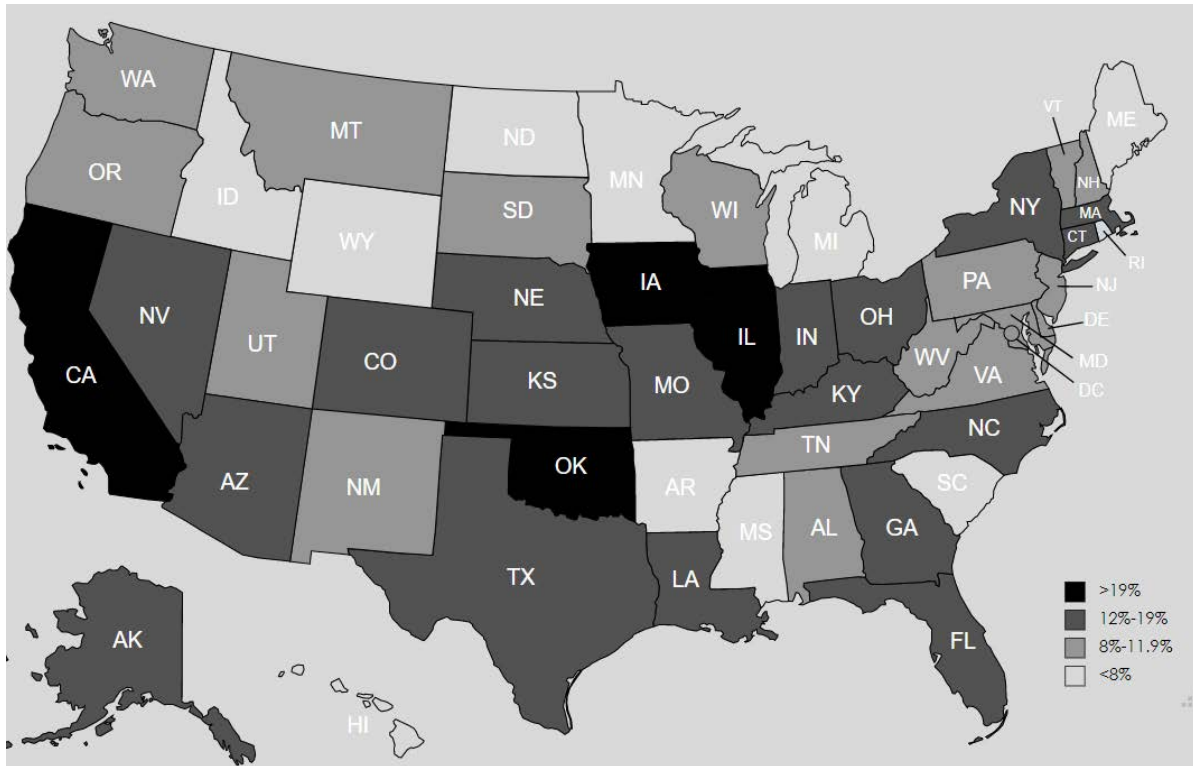 WA
MT
ND
MN
VT
ME
OR
ID
SD
WI
NH
NY
MA
WY
MI
CT
RI
IA
NE
PA
NJ
NV
IL
IN
OH
DE
UT
CO
WV
MD
CA
KS
MO
VA
DC
KY
NC
TN
OK
AZ
NM
AR
SC
MS
AL
GA
TX
LA
>19%
12%-19%
AK
FL
8%-11.9%
<8%
HI